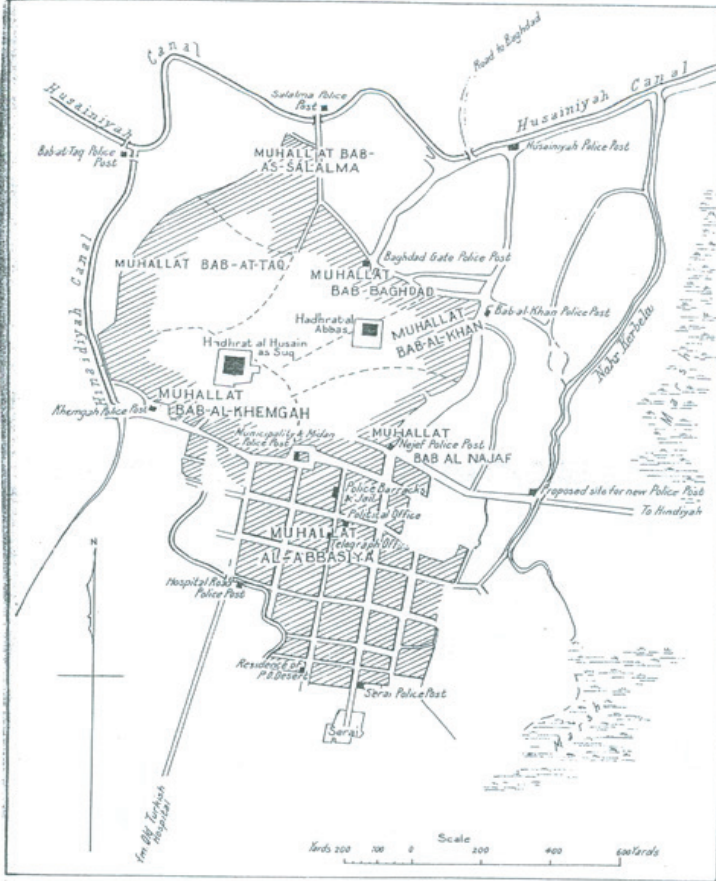 Canal
Road to Baghdad
Husainiyah
Salalma Police
Post
Husainiyah Canal
Bab at Taq Police
Post
MUHALLAT BAB-
AS-SALALMA
Husainiyah Police Post
MUHALLAT BAB-AT-TAQ
Baghdad Gate Police Post
MUHALLAT
BAB-BAGHDAD
Hinaidiyah Canal
Hadhrat al
Abbas
MUHALLAT
BAB-AL-KHAN
Bab-al-Khan Police Post
Marsh
Nahr Kerbela
Hadhrat al Husain
as Suq
MUHALLAT
BAB-AL-KHEMGAH
Khemgah Police Post
Municipality & Midan
Police Post
MUHALLAT
Najef Police Post
BAB AL NAJAF
Police Barracks
& Jail
Proposed site for new Police Post
To Hindiyah
Political Office
MUHALLAT
Telegraph Office
AL-ABBASIYA
N
Hospital Road
Police Post
Residence of
P.O. Desert
Serai Police Post
Serai
Marsh
fm. Old Turkish
Hospital
Scale
Yards 200 100 0 200 400 600 Yards